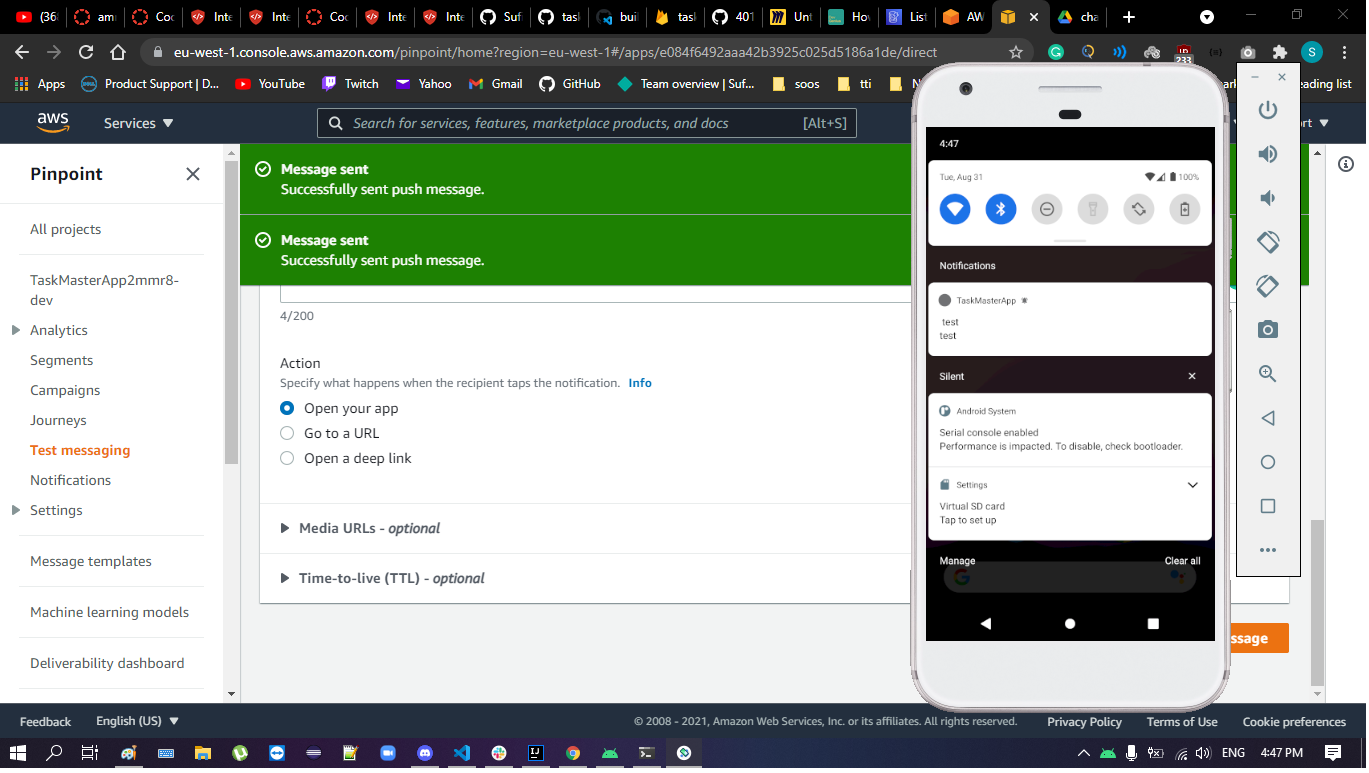 (36
am
Coc
Inte
Inte
Coc
Inte
Inte
Suf
task
buil
task
401
Unt
How
List
AW
cha
eu-west-1.console.aws.amazon.com/pinpoint/home?region=eu-west-1#/apps/e084f6492aaa42b3925c025d5186a1de/direct
S
233
Apps
Product Support | D...
YouTube
Twitch
Yahoo
Gmail
GitHub
Team overview | Suf...
soos
tti
N
mark
eading list
aws
Services
Search for services, features, marketplace products, and docs
[Alt+S]
ort
Pinpoint
All projects
TaskMasterApp2mmr8-
dev
Analytics
Segments
Campaigns
Journeys
Test messaging
Notifications
Settings
Message templates
Machine learning models
Deliverability dashboard
Message sent
Successfully sent push message.
Message sent
Successfully sent push message.
4/200
Action
Specify what happens when the recipient taps the notification. Info
Open your app
Go to a URL
Open a deep link
Media URLs - optional
Time-to-live (TTL) - optional
ssage
4:47
Tue, Aug 31
100%
Notifications
TaskMasterApp
test
test
Silent
Android System
Serial console enabled
Performance is impacted. To disable, check bootloader.
Settings
Virtual SD card
Tap to set up
Manage
Clear all
Feedback
English (US)
© 2008 - 2021, Amazon Web Services, Inc. or its affiliates. All rights reserved.
Privacy Policy
Terms of Use
Cookie preferences
ENG
4:47 PM